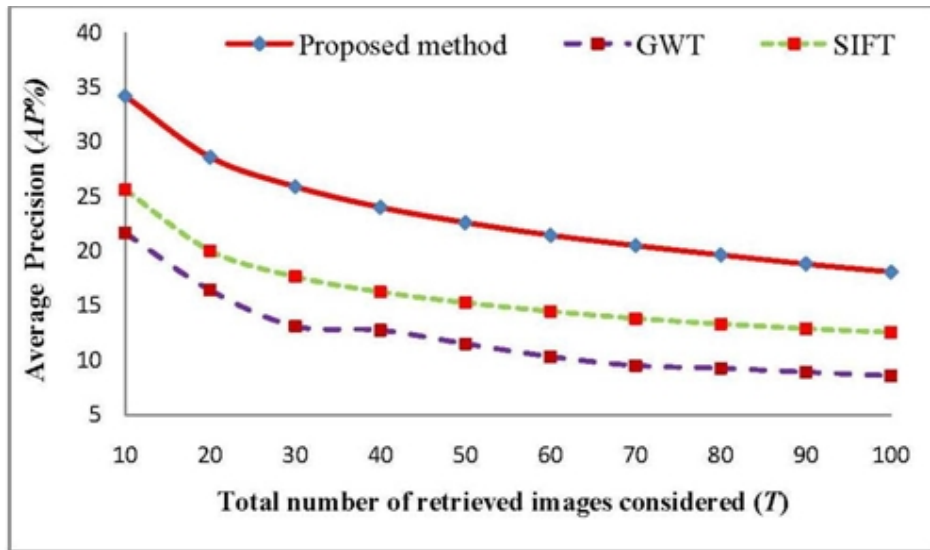 40
Proposed method GWT SIFT
35
30
25
20
15
10
5
Average Precision (AP%)
10 20 30 40 50 60 70 80 90 100
Total number of retrieved images considered (T)